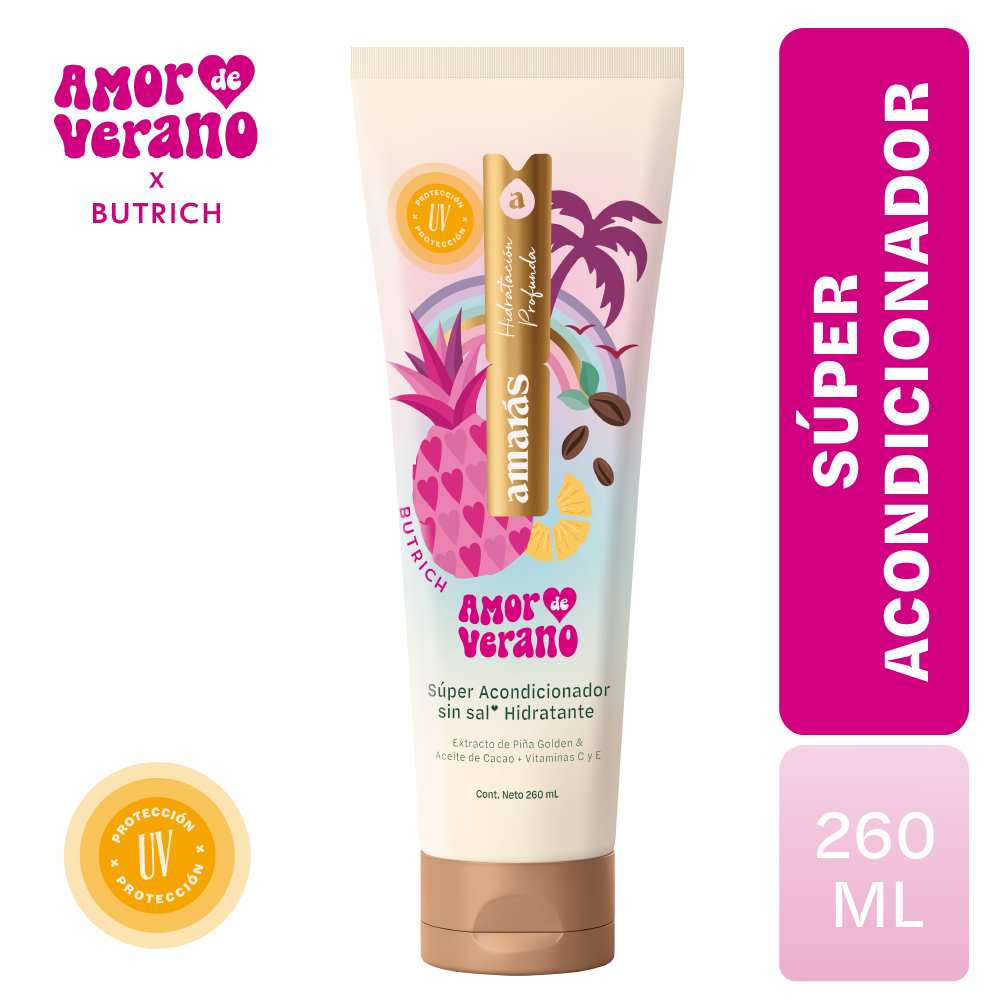 AMOR de
verano
X
BUTRICH
PROTECCIÓN
UV
PROTECCIÓN
a
Hidratación
Profunda
amarás
BUTRICH
AMOR de
verano
Súper Acondicionador
sin sal Hidratante
Extracto de Piña Golden &
Aceite de Cacao + Vitaminas C y E
Cont. Neto 260 mL
PROTECCIÓN
UV
PROTECCIÓN
SÚPER
ACONDICIONADOR
260
ML